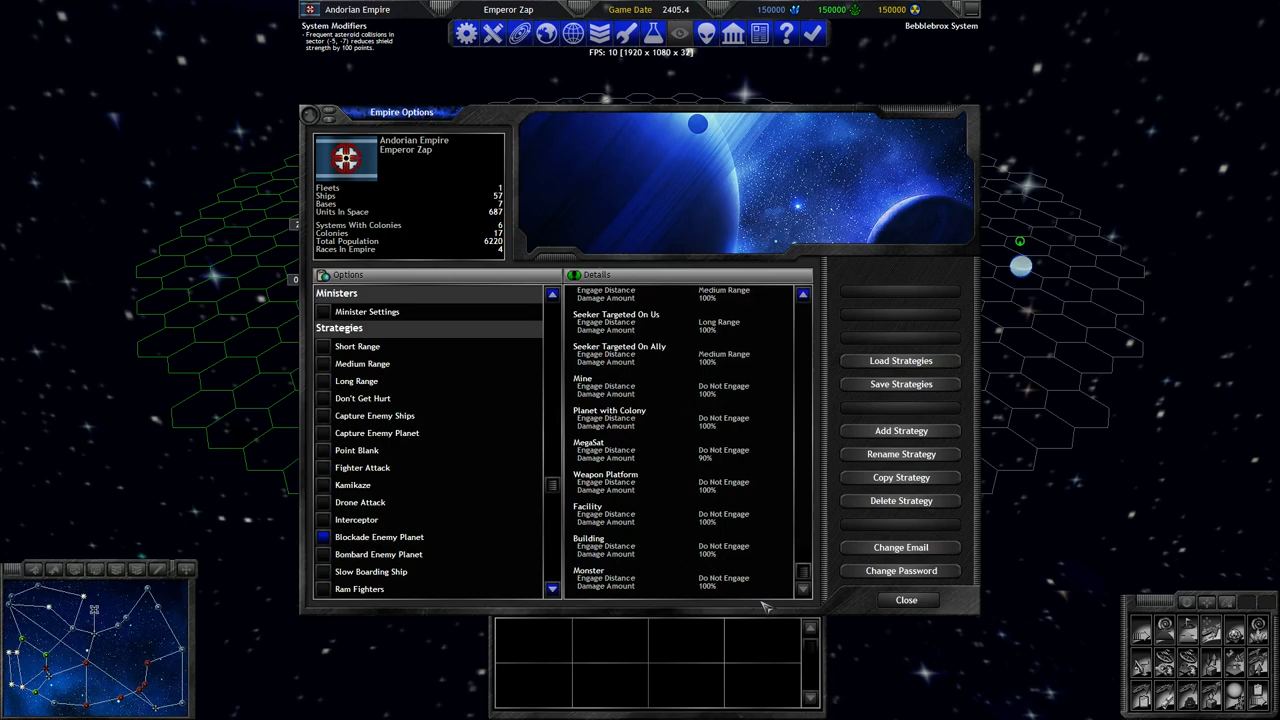 Andorian Empire
Emperor Zap
Game Date 2405.4
150000
150000
150000
System Modifiers
- Frequent asteroid collisions in
sector (-5, -7) reduces shield
strength by 100 points.
Bebblebrox System
FPS: 10 [1920 x 1080 x 32]
Empire Options
Andorian Empire
Emperor Zap
Fleets 1
Ships 57
Bases 7
Units In Space 687
Systems With Colonies 6
Colonies 17
Total Population 6220
Races In Empire 4
Options
Ministers
Minister Settings
Strategies
Short Range
Medium Range
Long Range
Don't Get Hurt
Capture Enemy Ships
Capture Enemy Planet
Point Blank
Fighter Attack
Kamikaze
Drone Attack
Interceptor
Blockade Enemy Planet
Bombard Enemy Planet
Slow Boarding Ship
Ram Fighters
Details
Engage Distance Medium Range
Damage Amount 100%
Seeker Targeted On Us
Engage Distance Long Range
Damage Amount 100%
Seeker Targeted On Ally
Engage Distance Medium Range
Damage Amount 100%
Mine
Engage Distance Do Not Engage
Damage Amount 100%
Planet with Colony
Engage Distance Do Not Engage
Damage Amount 100%
MegaSat
Engage Distance Do Not Engage
Damage Amount 90%
Weapon Platform
Engage Distance Do Not Engage
Damage Amount 100%
Facility
Engage Distance Do Not Engage
Damage Amount 100%
Building
Engage Distance Do Not Engage
Damage Amount 100%
Monster
Engage Distance Do Not Engage
Damage Amount 100%
Load Strategies
Save Strategies
Add Strategy
Rename Strategy
Copy Strategy
Delete Strategy
Change Email
Change Password
Close